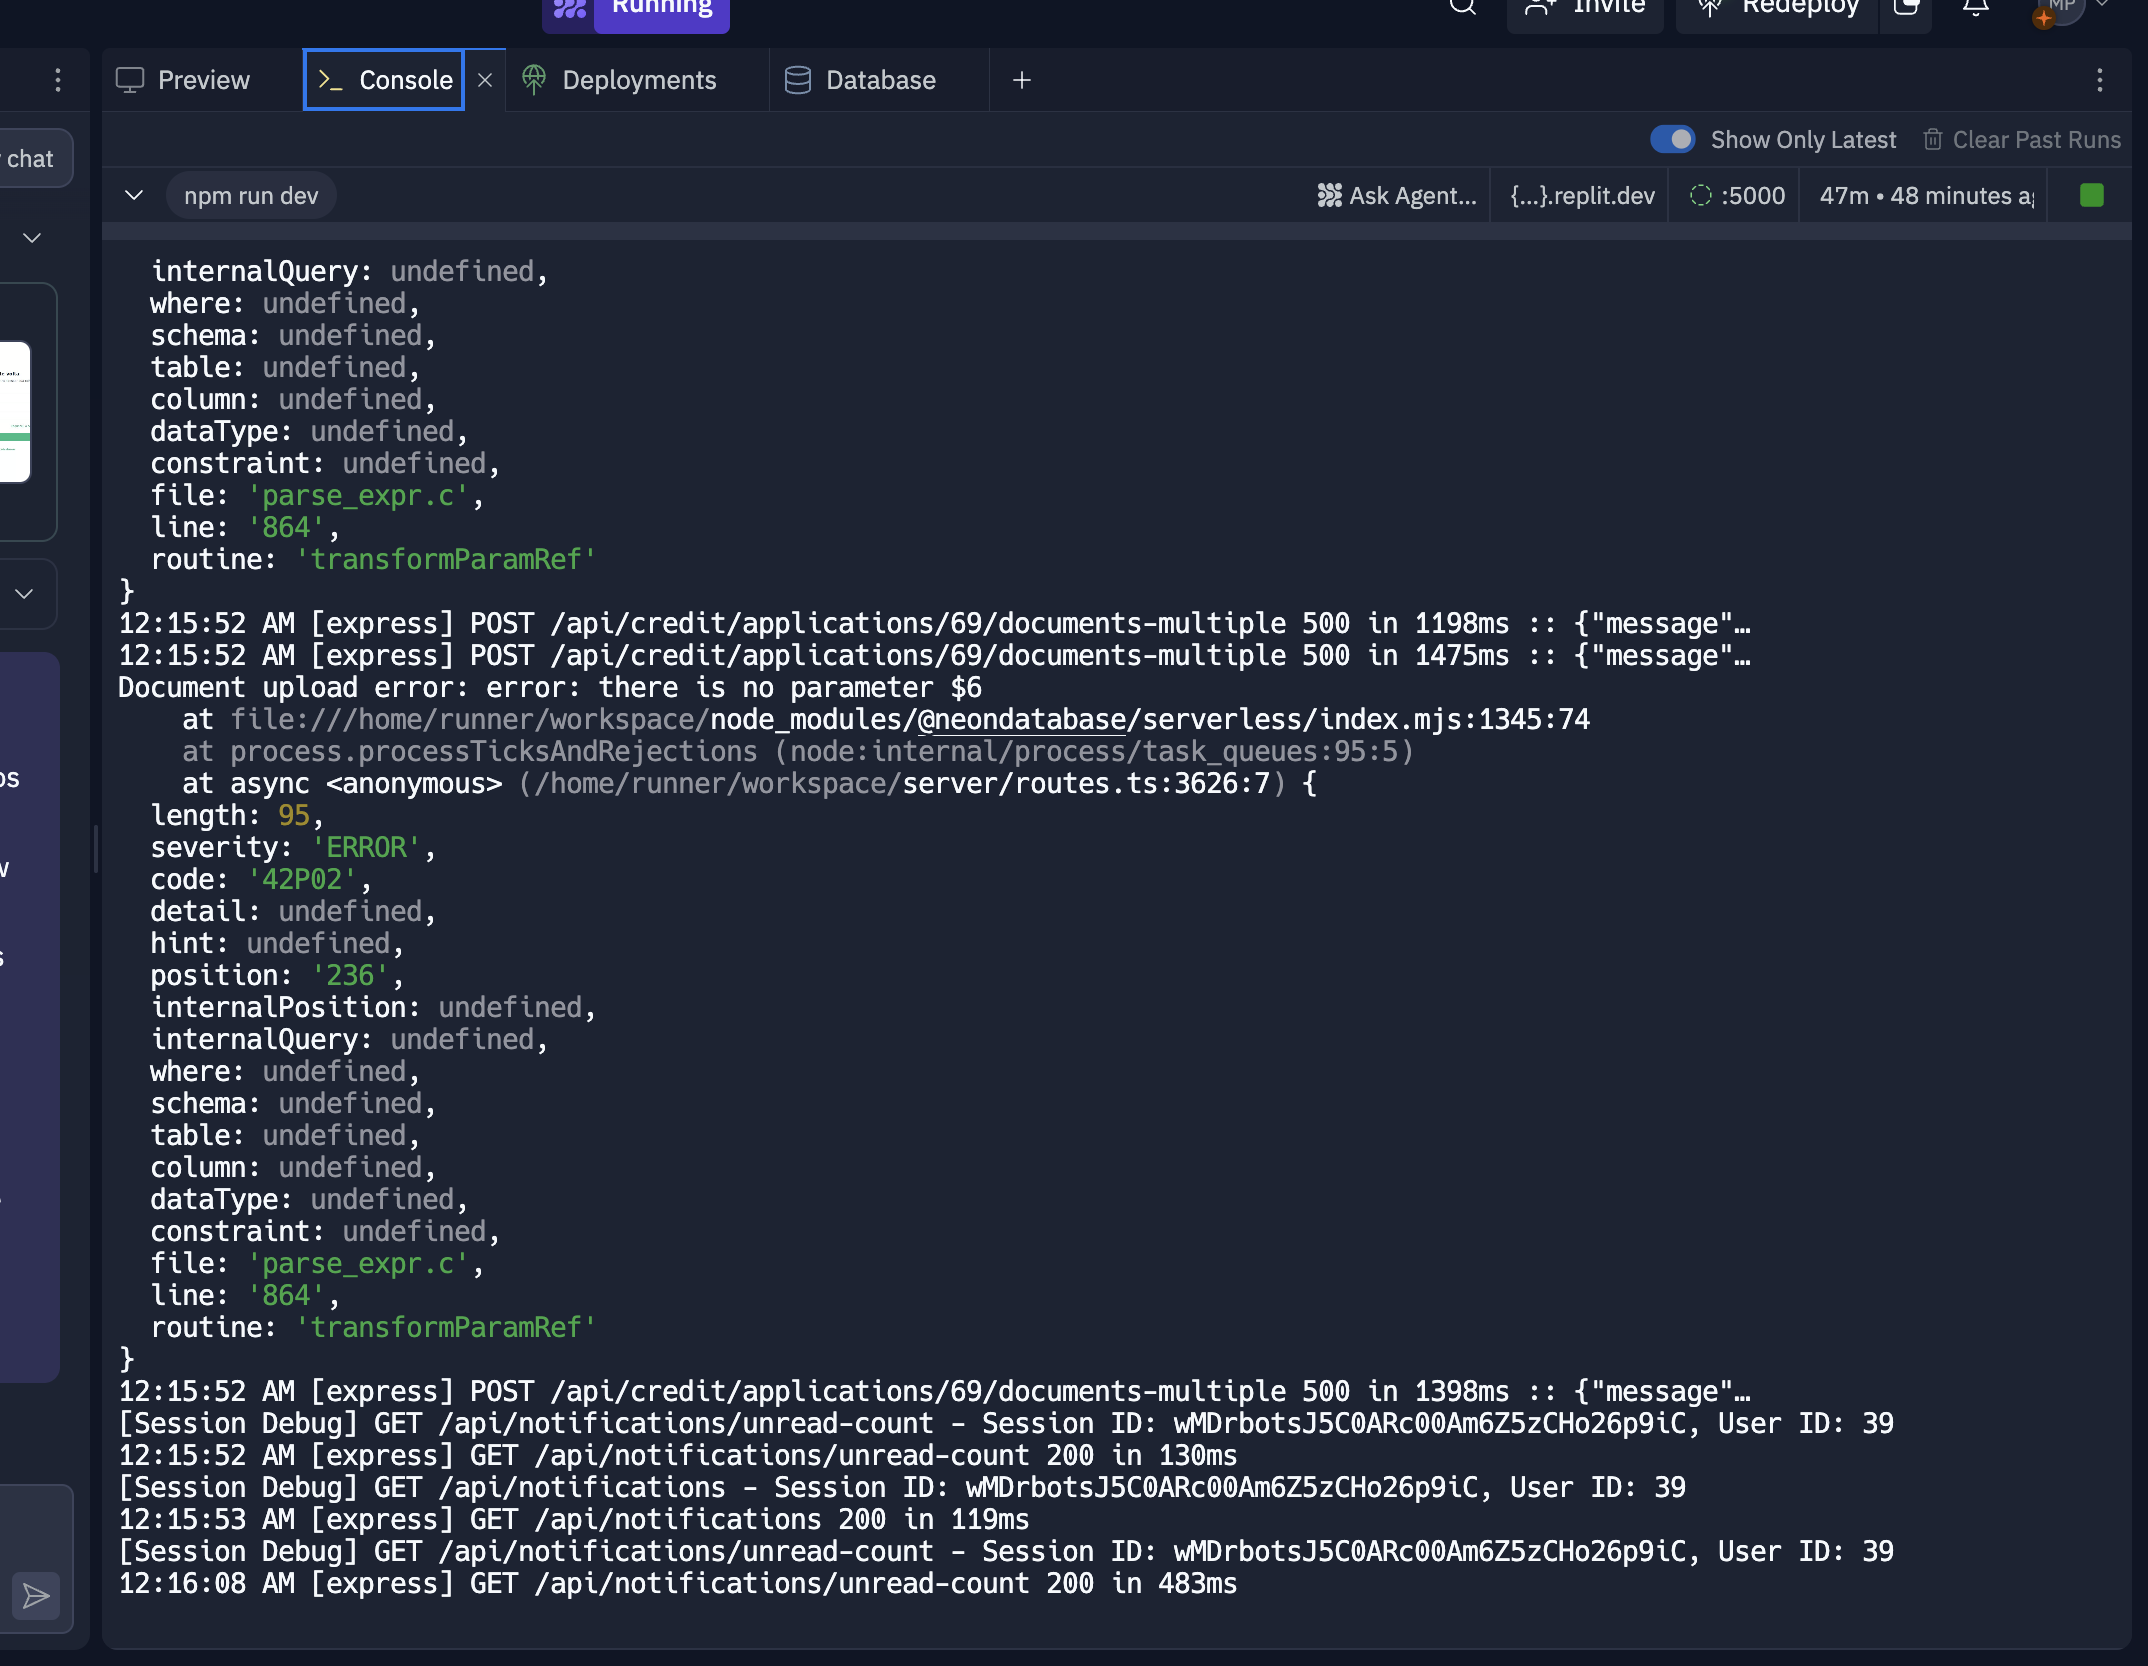 Running
Invite
Redeploy
MP
Preview
Console
Deployments
Database
chat
Show Only Latest
Clear Past Runs
npm run dev
Ask Agent...
{...}.replit.dev
:5000
47m • 48 minutes a
internalQuery: undefined,
where: undefined,
schema: undefined,
table: undefined,
column: undefined,
dataType: undefined,
constraint: undefined,
file: 'parse_expr.c',
line: '864',
routine: 'transformParamRef'
}
12:15:52 AM [express] POST /api/credit/applications/69/documents-multiple 500 in 1198ms :: {"message"…
12:15:52 AM [express] POST /api/credit/applications/69/documents-multiple 500 in 1475ms :: {"message"…
Document upload error: error: there is no parameter $6
at file:///home/runner/workspace/node_modules/@neondatabase/serverless/index.mjs:1345:74
at process.processTicksAndRejections (node:internal/process/task_queues:95:5)
at async <anonymous> (/home/runner/workspace/server/routes.ts:3626:7) {
length: 95,
severity: 'ERROR',
code: '42P02',
detail: undefined,
hint: undefined,
position: '236',
internalPosition: undefined,
internalQuery: undefined,
where: undefined,
schema: undefined,
table: undefined,
column: undefined,
dataType: undefined,
constraint: undefined,
file: 'parse_expr.c',
line: '864',
routine: 'transformParamRef'
}
12:15:52 AM [express] POST /api/credit/applications/69/documents-multiple 500 in 1398ms :: {"message"…
[Session Debug] GET /api/notifications/unread-count - Session ID: wMDrbotsJ5C0ARc00Am6Z5zCHo26p9iC, User ID: 39
12:15:52 AM [express] GET /api/notifications/unread-count 200 in 130ms
[Session Debug] GET /api/notifications - Session ID: wMDrbotsJ5C0ARc00Am6Z5zCHo26p9iC, User ID: 39
12:15:53 AM [express] GET /api/notifications 200 in 119ms
[Session Debug] GET /api/notifications/unread-count - Session ID: wMDrbotsJ5C0ARc00Am6Z5zCHo26p9iC, User ID: 39
12:16:08 AM [express] GET /api/notifications/unread-count 200 in 483ms